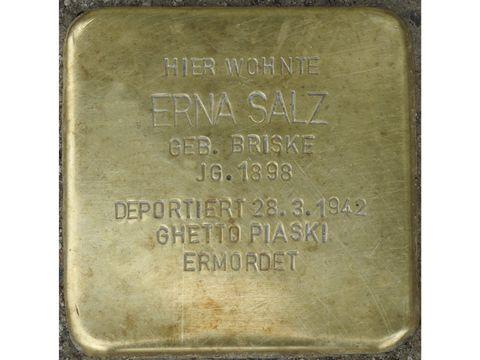 HIER WOHNTE
ERNA SALZ
GEB. BRISKE
JG. 1898
DEPORTIERT 28.3.1942
GHETTO PIASKI
ERMORDET